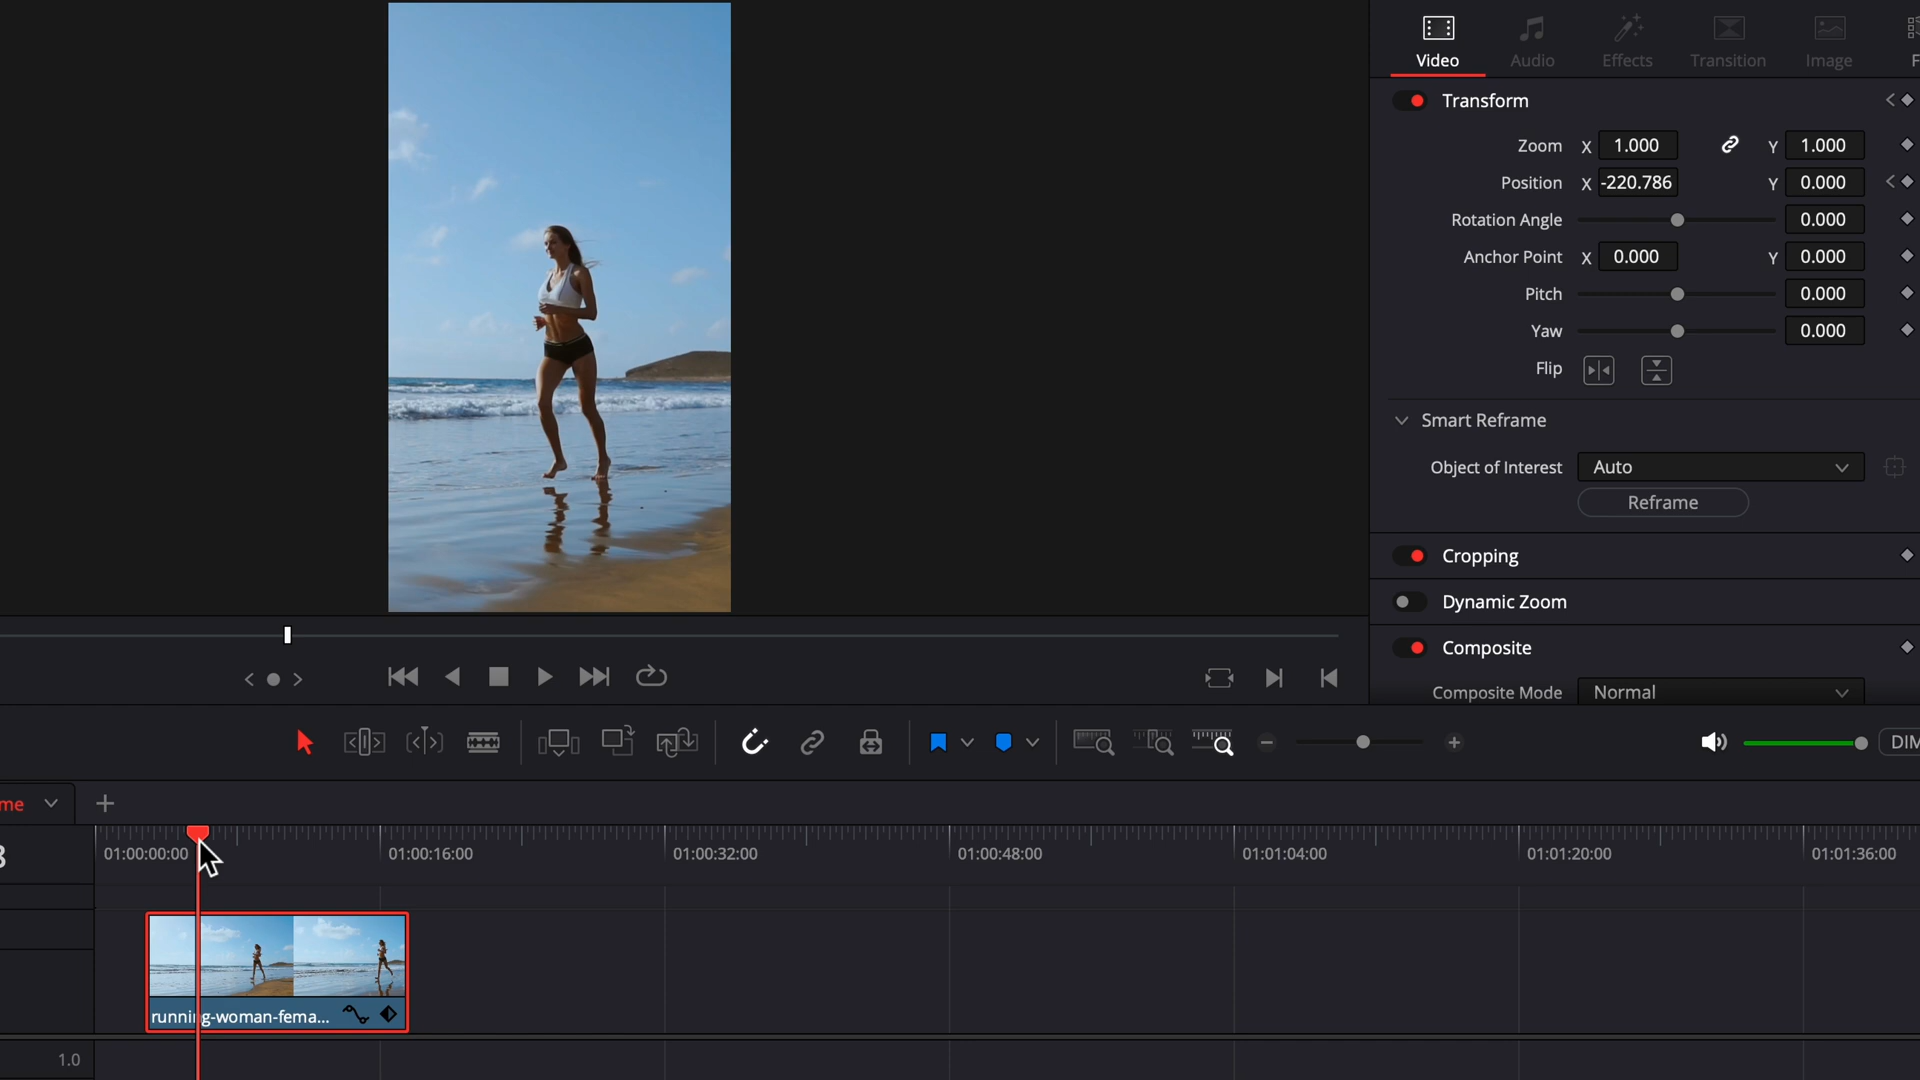 Video
Audio
Effects
Transition
Image
F
Transform
Zoom X 1.000 Y 1.000
Position X -220.786 Y 0.000
Rotation Angle 0.000
Anchor Point X 0.000 Y 0.000
Pitch 0.000
Yaw 0.000
Flip
Smart Reframe
Object of Interest Auto
Reframe
Cropping
Dynamic Zoom
Composite
Composite Mode Normal
DIM
me
01:00:00:00
01:00:16:00
01:00:32:00
01:00:48:00
01:01:04:00
01:01:20:00
01:01:36:00
running-woman-fema...
1.0